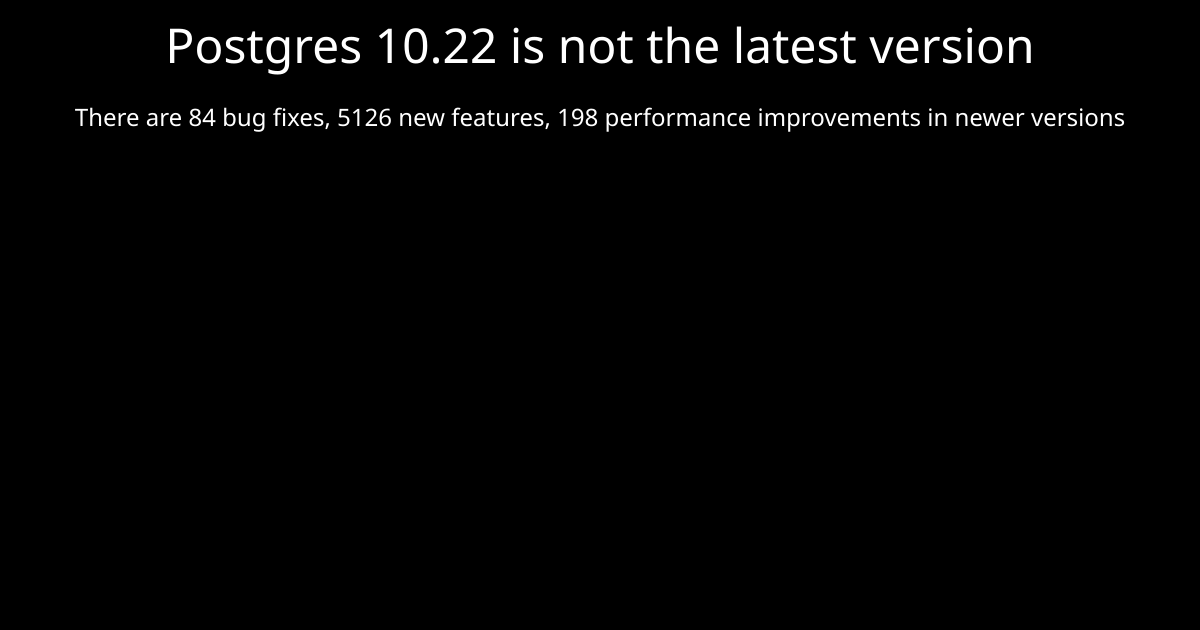 Postgres 10.22 is not the latest version
There are 84 bug fixes, 5126 new features, 198 performance improvements in newer versions